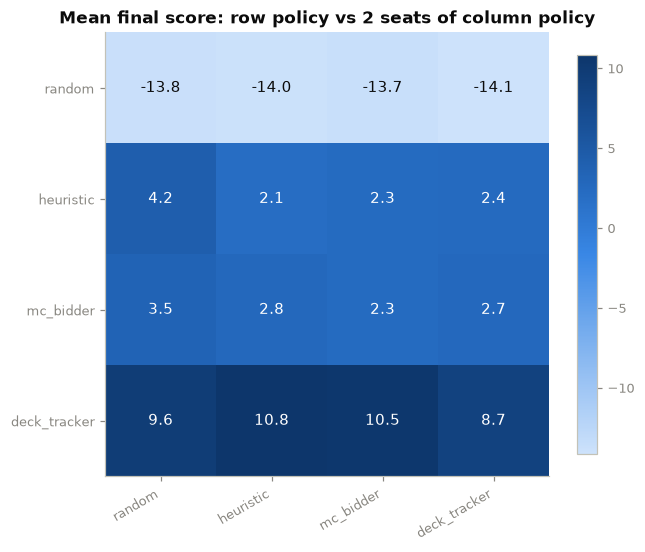 Mean final score: row policy vs 2 seats of column policy
random -13.8 -14.0 -13.7 -14.1
heuristic 4.2 2.1 2.3 2.4
mc_bidder 3.5 2.8 2.3 2.7
deck_tracker 9.6 10.8 10.5 8.7
random heuristic mc_bidder deck_tracker
10
5
0
−5
−10